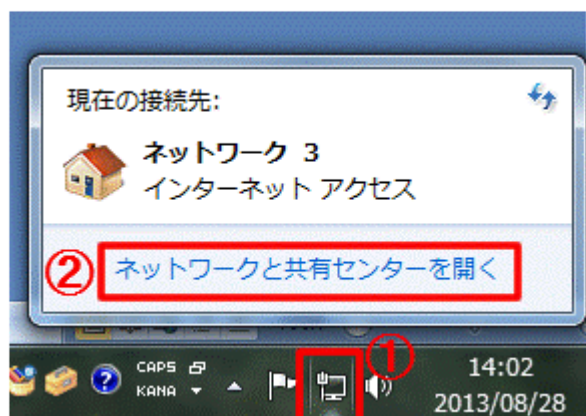 現在の接続先:
ネットワーク 3
インターネット アクセス
② ネットワークと共有センターを開く
①
CAPS
KANA
14:02
2013/08/28